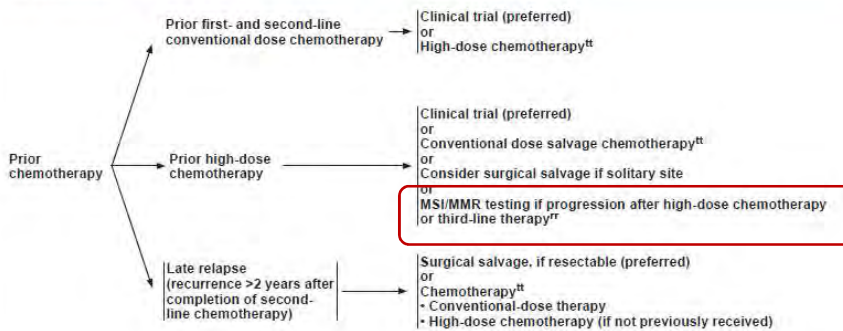 Prior first- and second-line
conventional dose chemotherapy
Clinical trial (preferred)
or
High-dose chemotherapytt
Prior
chemotherapy
Prior high-dose
chemotherapy
Clinical trial (preferred)
or
Conventional dose salvage chemotherapytt
or
Consider surgical salvage if solitary site
or
MSI/MMR testing if progression after high-dose chemotherapy
or third-line therapyrr
Late relapse
(recurrence >2 years after
completion of second-
line chemotherapy)
Surgical salvage, if resectable (preferred)
or
Chemotherapytt
• Conventional-dose therapy
• High-dose chemotherapy (if not previously received)